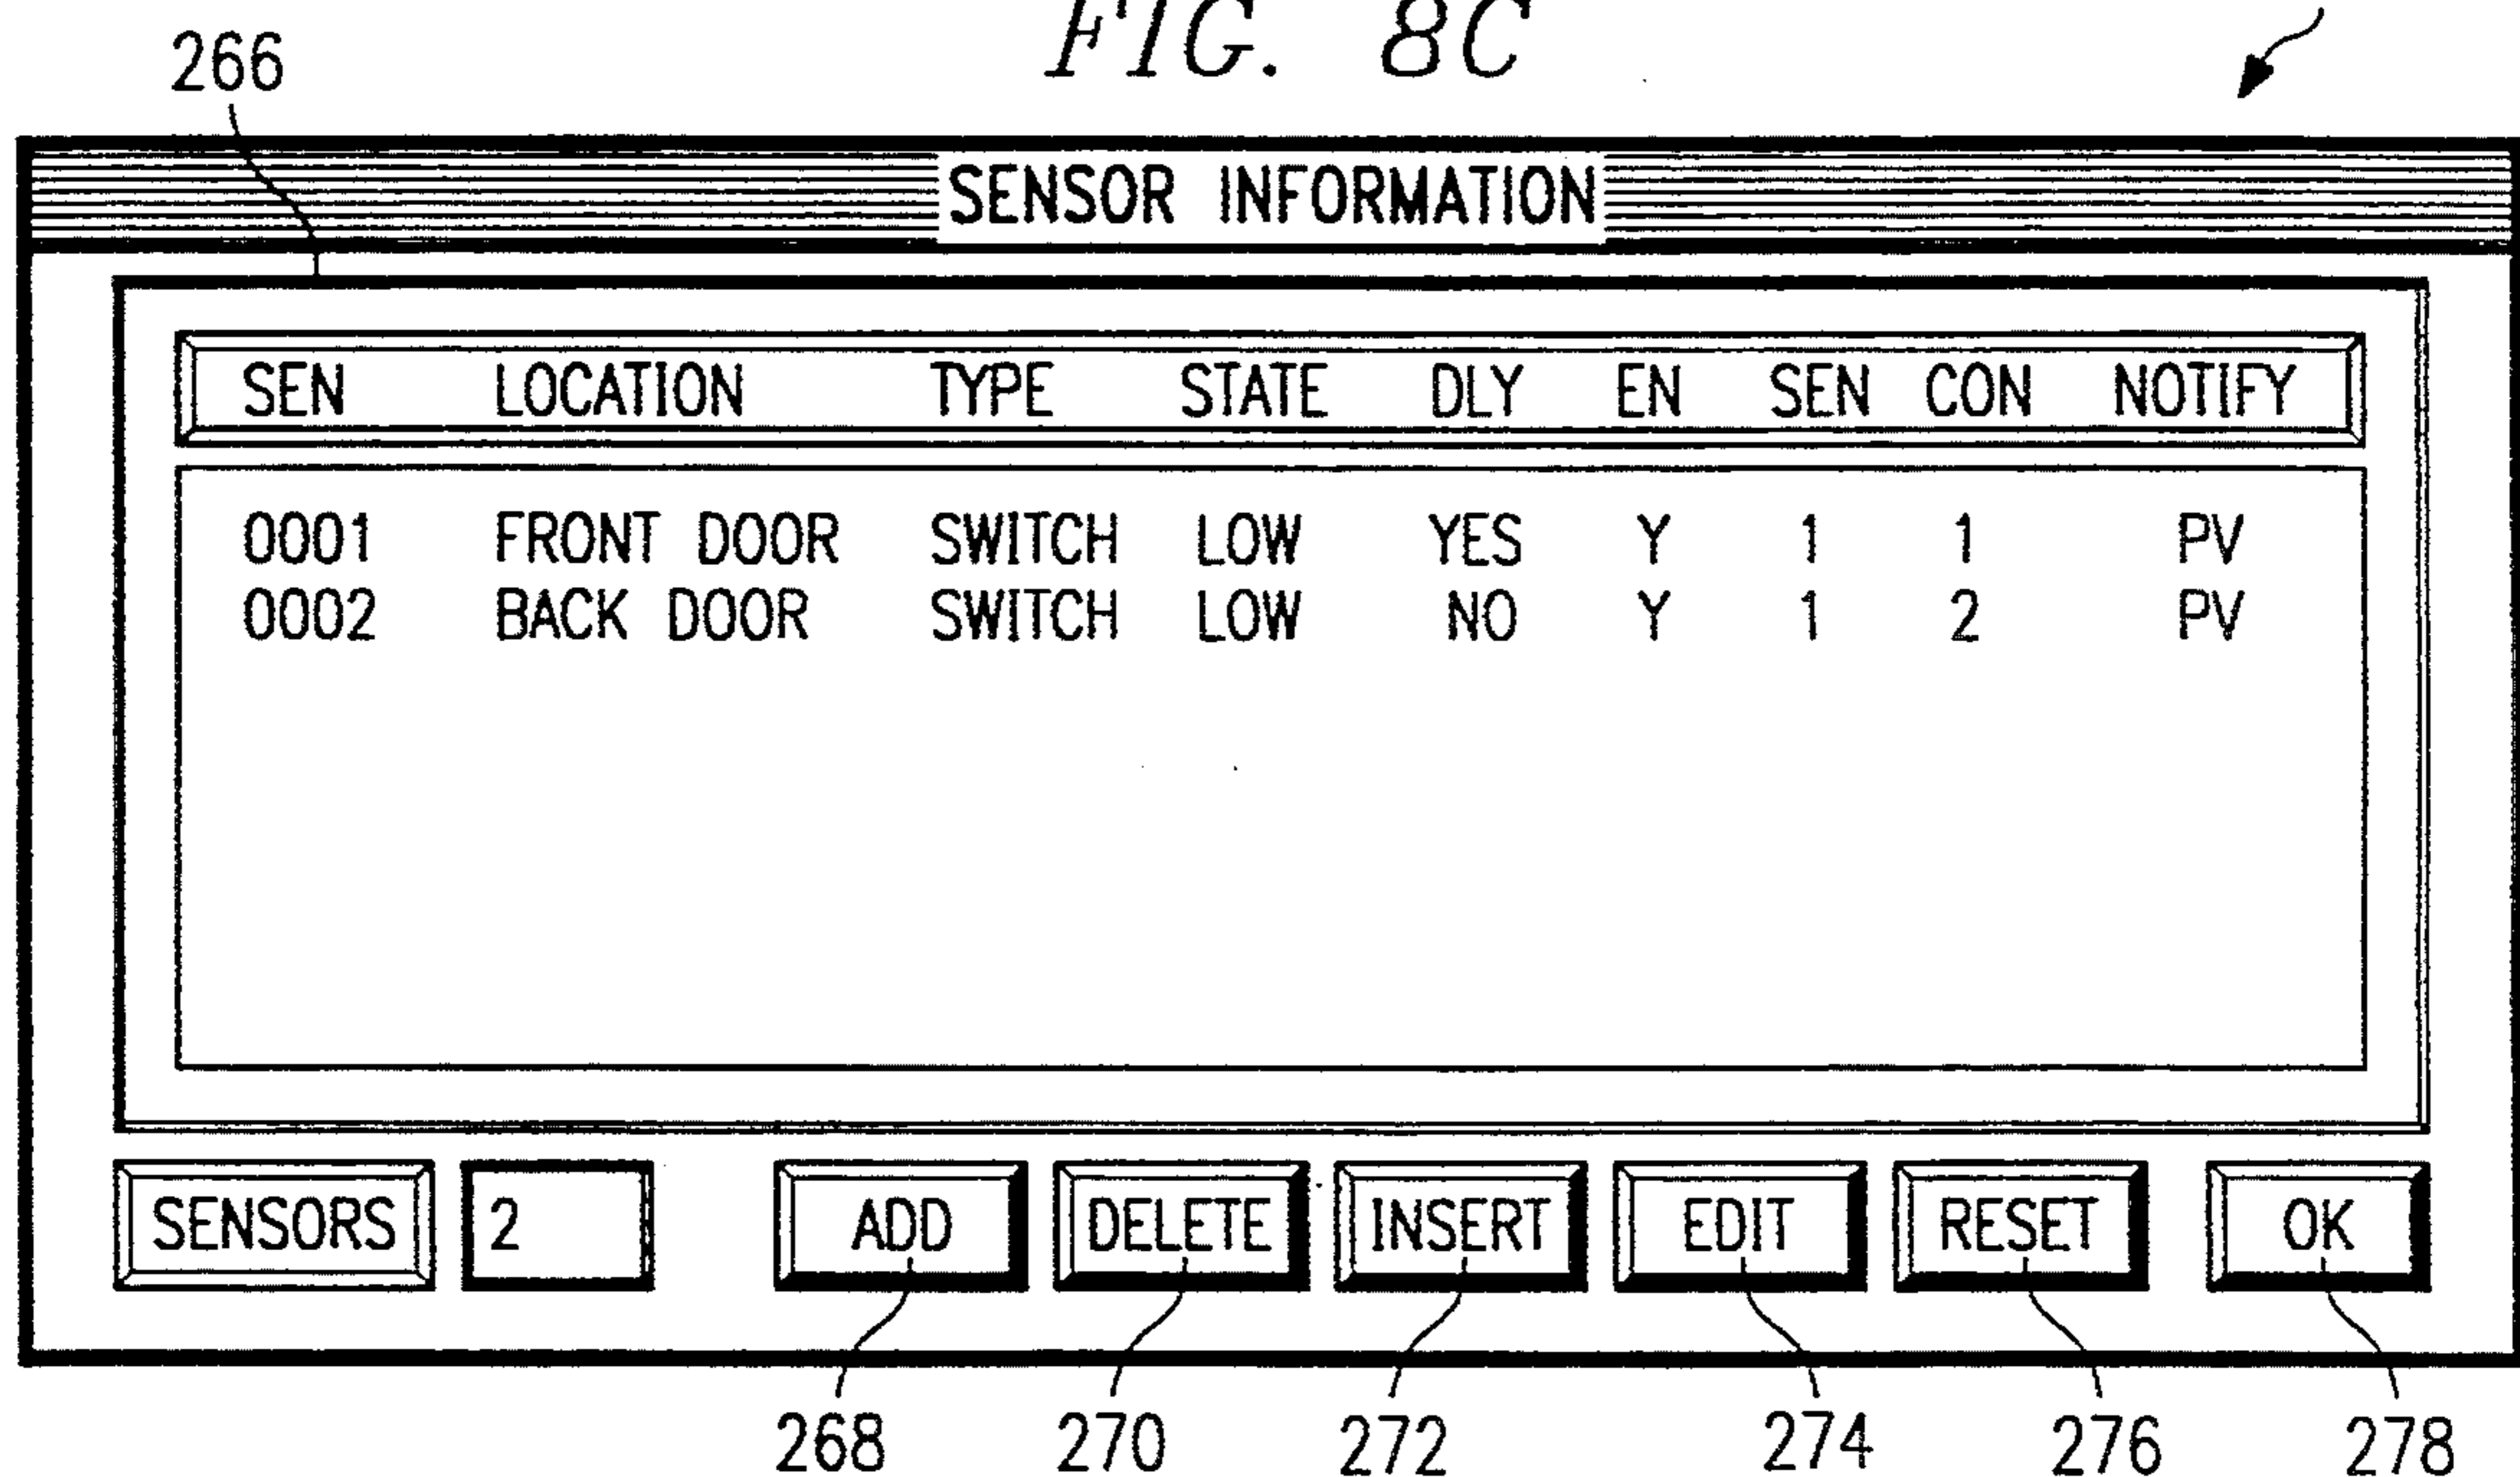 FIG. 8C
266
SENSOR INFORMATION
SEN LOCATION TYPE STATE DLY EN SEN CON NOTIFY
0001 FRONT DOOR SWITCH LOW YES Y 1 1 PV
0002 BACK DOOR SWITCH LOW NO Y 1 2 PV
SENSORS 2 ADD DELETE INSERT EDIT RESET OK
268 270 272 274 276 278